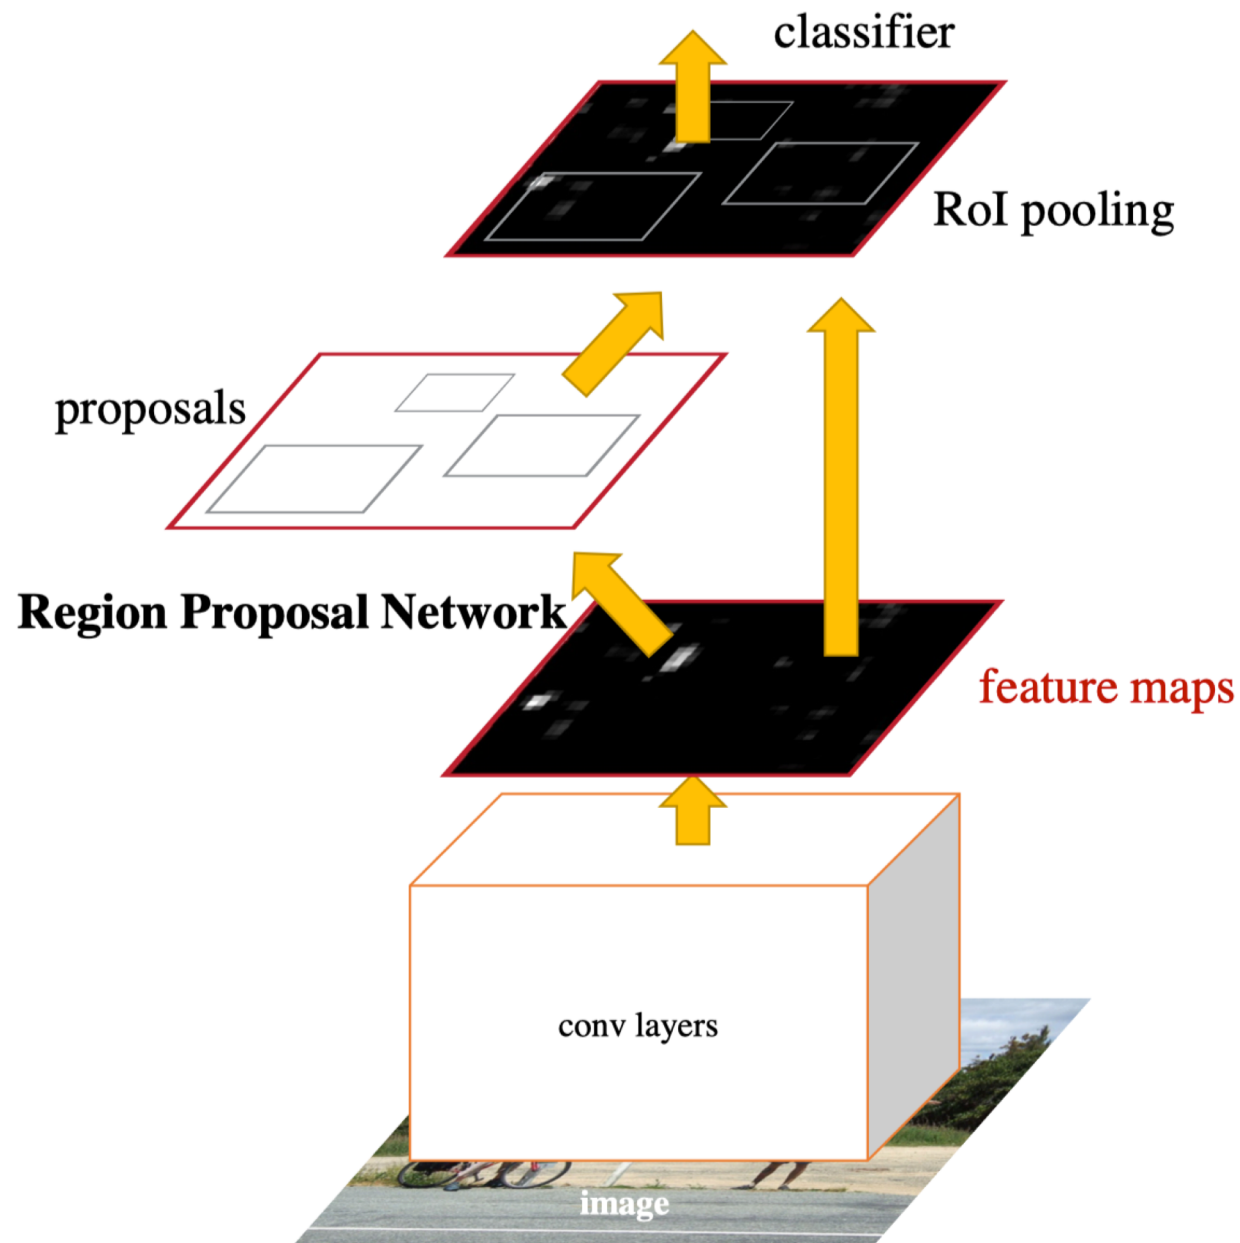 classifier
RoI pooling
proposals
Region Proposal Network
feature maps
conv layers
image